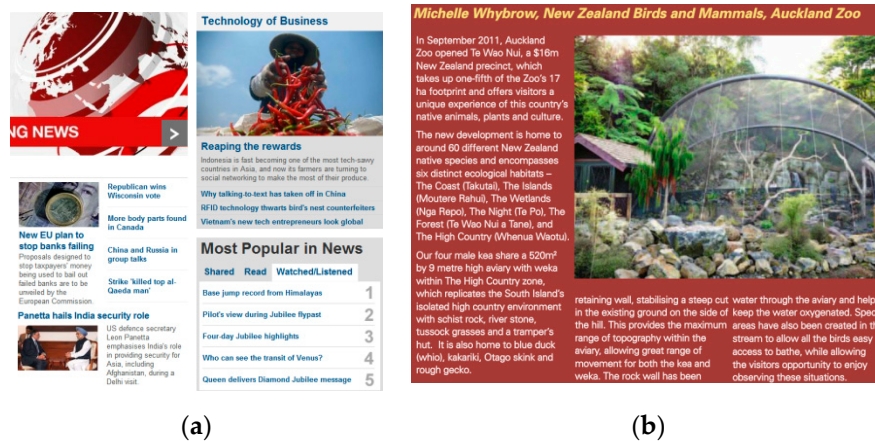 NG NEWS
Republican wins
Wisconsin vote
More body parts found
in Canada
China and Russia in
group talks
Strike 'killed top al-
Qaeda man'
New EU plan to
stop banks failing
Proposals designed to
stop taxpayers' money
being used to bail out
failed banks are to be
unveiled by the
European Commission.
Panetta hails India security role
US defence secretary
Leon Panetta
emphasises India's role
in providing security for
Asia, including
Afghanistan, during a
Delhi visit.
Technology of Business
Reaping the rewards
Indonesia is fast becoming one of the most tech-savvy
countries in Asia, and now its farmers are turning to
social networking to make the most of their produce.
Why talking-to-text has taken off in China
RFID technology thwarts bird's nest counterfeiters
Vietnam's new tech entrepreneurs look global
Most Popular in News
Shared Read Watched/Listened
Base jump record from Himalayas 1
Pilot's view during Jubilee flypast 2
Four-day Jubilee highlights 3
Who can see the transit of Venus? 4
Queen delivers Diamond Jubilee message 5
(a)
Michelle Whybrow, New Zealand Birds and Mammals, Auckland Zoo
In September 2011, Auckland
Zoo opened Te Wao Nui, a $16m
New Zealand precinct, which
takes up one-fifth of the Zoo's 17
ha footprint and offers visitors a
unique experience of this country's
native animals, plants and culture.
The new development is home to
around 60 different New Zealand
native species and encompasses
six distinct ecological habitats –
The Coast (Takutai), The Islands
(Moutere Rahui), The Wetlands
(Nga Repo), The Night (Te Po), The
Forest (Te Wao Nui a Tane), and
The High Country (Whenua Waotu).
Our four male kea share a 520m²
by 9 metre high aviary with weka
within The High Country zone,
which replicates the South Island's
isolated high country environment
with schist rock, river stone,
tussock grasses and a tramper's
hut. It is also home to blue duck
(whio), kakariki, Otago skink and
rough gecko.
retaining wall, stabilising a steep cut
in the existing ground on the side of
the hill. This provides the maximum
range of topography within the
aviary, allowing great range of
movement for both the kea and
weka. The rock wall has been
water through the aviary and help
keep the water oxygenated. Spec
areas have also been created in th
stream to allow all the birds easy
access to bathe, while allowing
the visitors opportunity to enjoy
observing these situations.
(b)